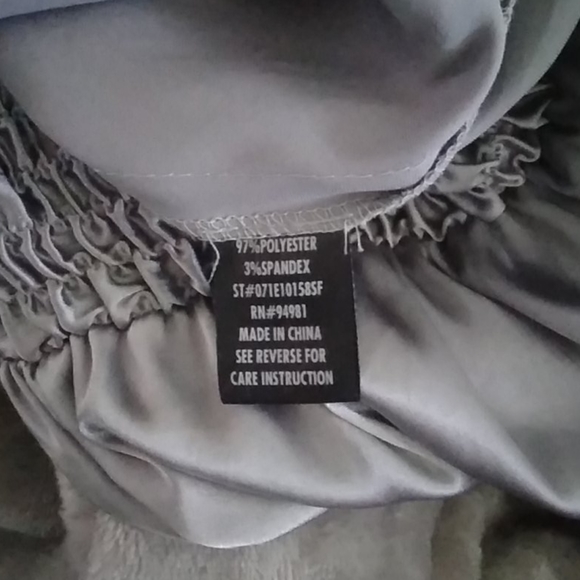 97%POLYESTER
3%SPANDEX
ST#071E10158SF
RN#94981
MADE IN CHINA
SEE REVERSE FOR
CARE INSTRUCTION